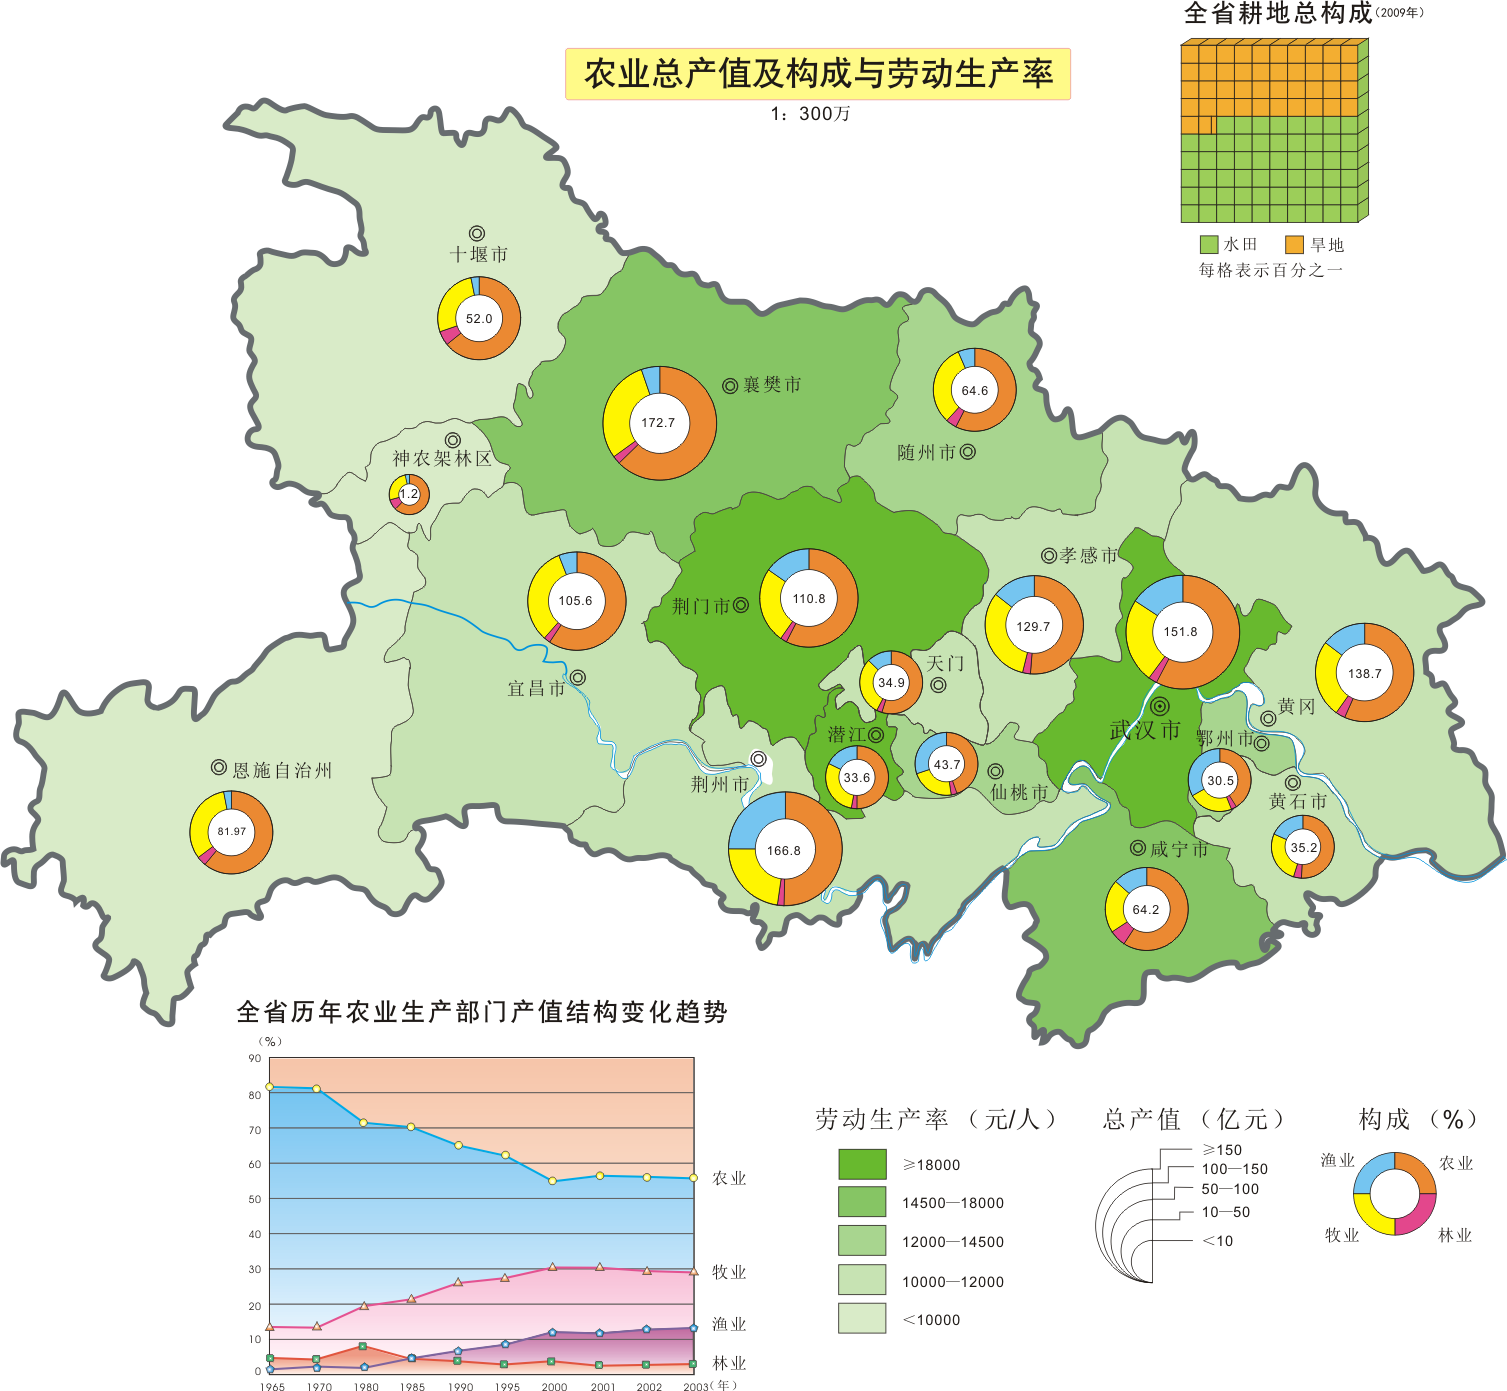 全省耕地总构成(2009年)
农业总产值及构成与劳动生产率
1：300万
水田 旱地
每格表示百分之一
十堰市
52.0
襄樊市
172.7
64.6
随州市
神农架林区
1.2
105.6
宜昌市
荆门市
110.8
孝感市
129.7
151.8
138.7
天门
34.9
黄冈
武汉市
鄂州市
潜江
33.6
43.7
仙桃市
30.5
黄石市
35.2
荆州市
166.8
恩施自治州
81.97
咸宁市
64.2
全省历年农业生产部门产值结构变化趋势
（%）
90
80
70
60
50
40
30
20
10
0
农业
牧业
渔业
林业
1965 1970 1980 1985 1990 1995 2000 2001 2002 2003（年）
劳动生产率（元/人）
≥18000
14500—18000
12000—14500
10000—12000
＜10000
总产值（亿元）
≥150
100—150
50—100
10—50
＜10
构成（%）
渔业 农业
牧业 林业